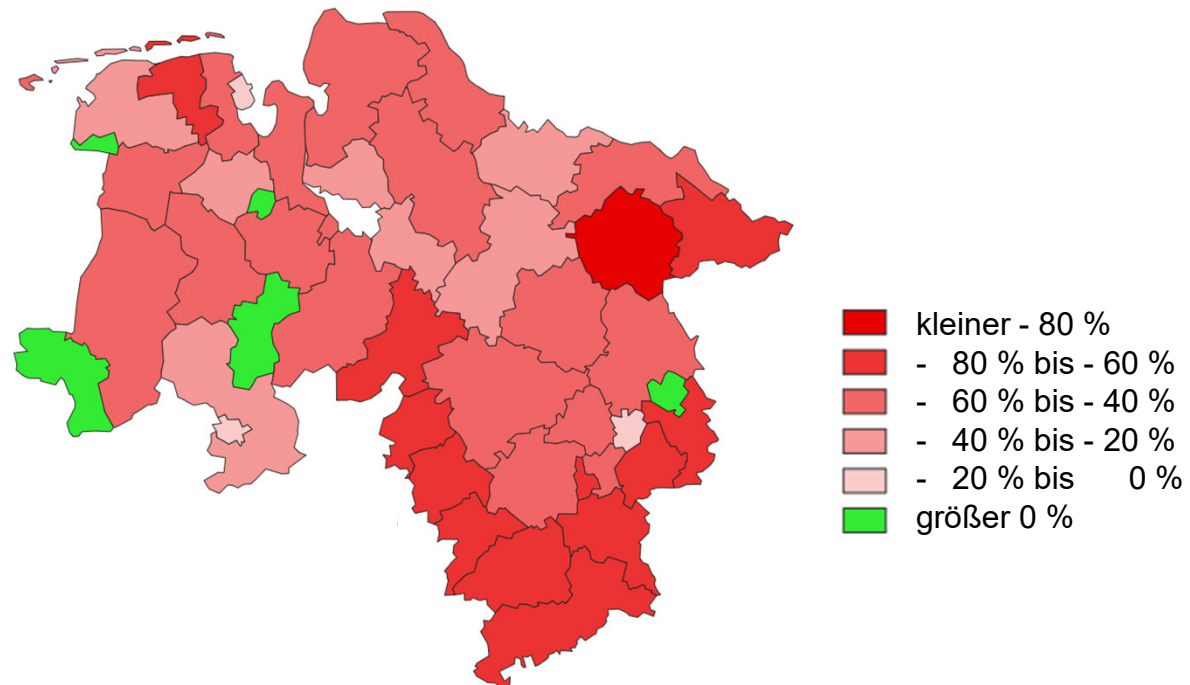 kleiner - 80 %
- 80 % bis - 60 %
- 60 % bis - 40 %
- 40 % bis - 20 %
- 20 % bis 0 %
größer 0 %